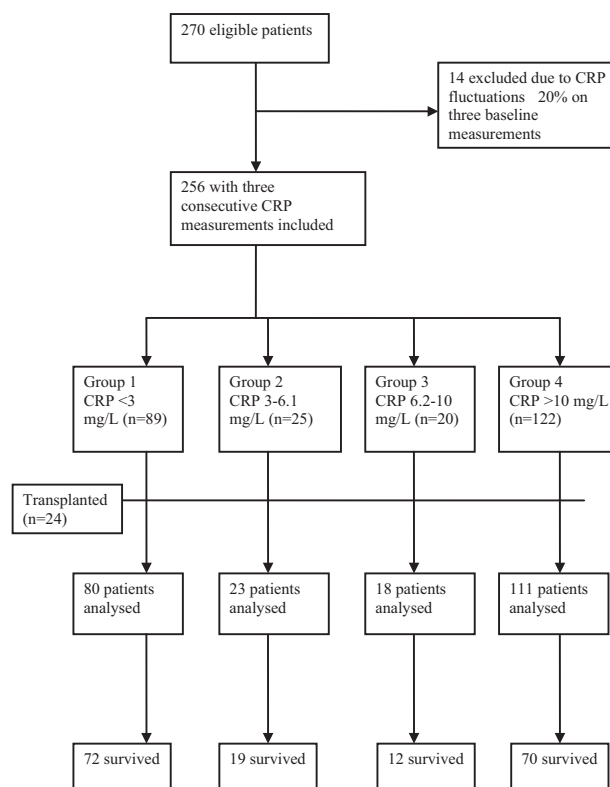 270 eligible patients
14 excluded due to CRP
fluctuations 20% on
three baseline
measurements
256 with three
consecutive CRP
measurements included
Group 1
CRP <3
mg/L (n=89)
Group 2
CRP 3-6.1
mg/L (n=25)
Group 3
CRP 6.2-10
mg/L (n=20)
Group 4
CRP >10 mg/L
(n=122)
Transplanted
(n=24)
80 patients
analysed
23 patients
analysed
18 patients
analysed
111 patients
analysed
72 survived
19 survived
12 survived
70 survived